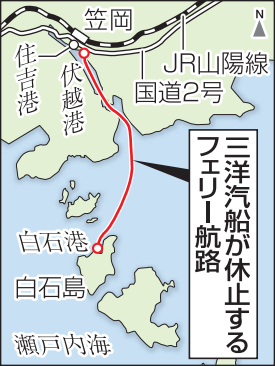 笠岡
住吉港
伏越港
JR山陽線
国道2号
三洋汽船が休止する
フェリー航路
白石港
白石島
瀬戸内海